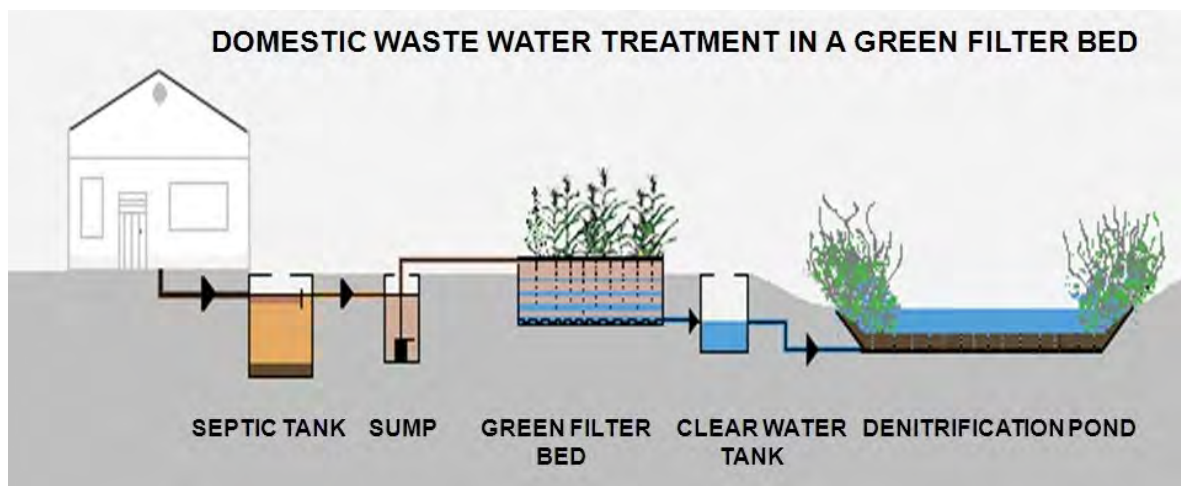 DOMESTIC WASTE WATER TREATMENT IN A GREEN FILTER BED
SEPTIC TANK
SUMP
GREEN FILTER
BED
CLEAR WATER
TANK
DENITRIFICATION POND